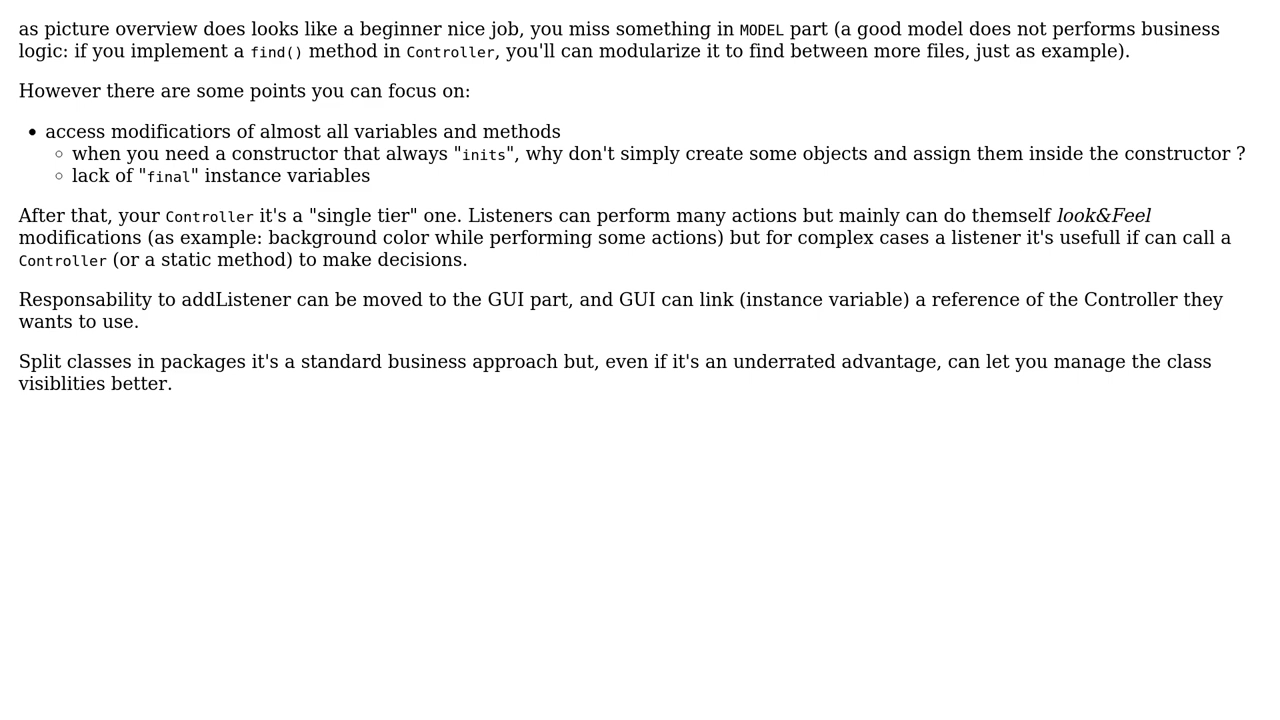 as picture overview does looks like a beginner nice job, you miss something in MODEL part (a good model does not performs business
logic: if you implement a find() method in Controller, you'll can modularize it to find between more files, just as example).
However there are some points you can focus on:
• access modificatiors of almost all variables and methods
◦ when you need a constructor that always "inits", why don't simply create some objects and assign them inside the constructor ?
◦ lack of "final" instance variables
After that, your Controller it's a "single tier" one. Listeners can perform many actions but mainly can do themself look&Feel
modifications (as example: background color while performing some actions) but for complex cases a listener it's usefull if can call a
Controller (or a static method) to make decisions.
Responsability to addListener can be moved to the GUI part, and GUI can link (instance variable) a reference of the Controller they
wants to use.
Split classes in packages it's a standard business approach but, even if it's an underrated advantage, can let you manage the class
visiblities better.